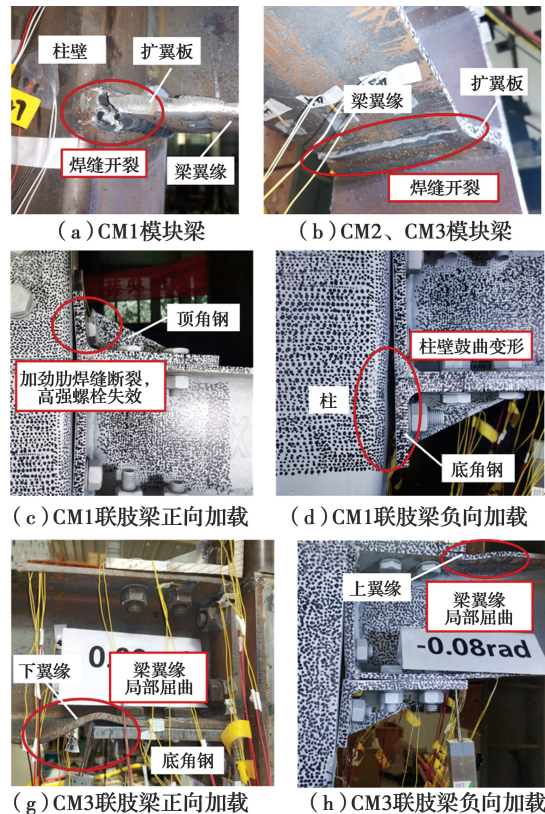 柱壁
扩翼板
焊缝开裂
梁翼缘
(a)CM1模块梁
梁翼缘
扩翼板
焊缝开裂
(b)CM2、CM3模块梁
顶角钢
加劲肋焊缝断裂,
高强螺栓失效
(c)CM1联肢梁正向加载
柱壁鼓曲变形
柱
底角钢
(d)CM1联肢梁负向加载
下翼缘
梁翼缘
局部屈曲
底角钢
(g)CM3联肢梁正向加载
上翼缘
梁翼缘
局部屈曲
-0.08rad
(h)CM3联肢梁负向加载